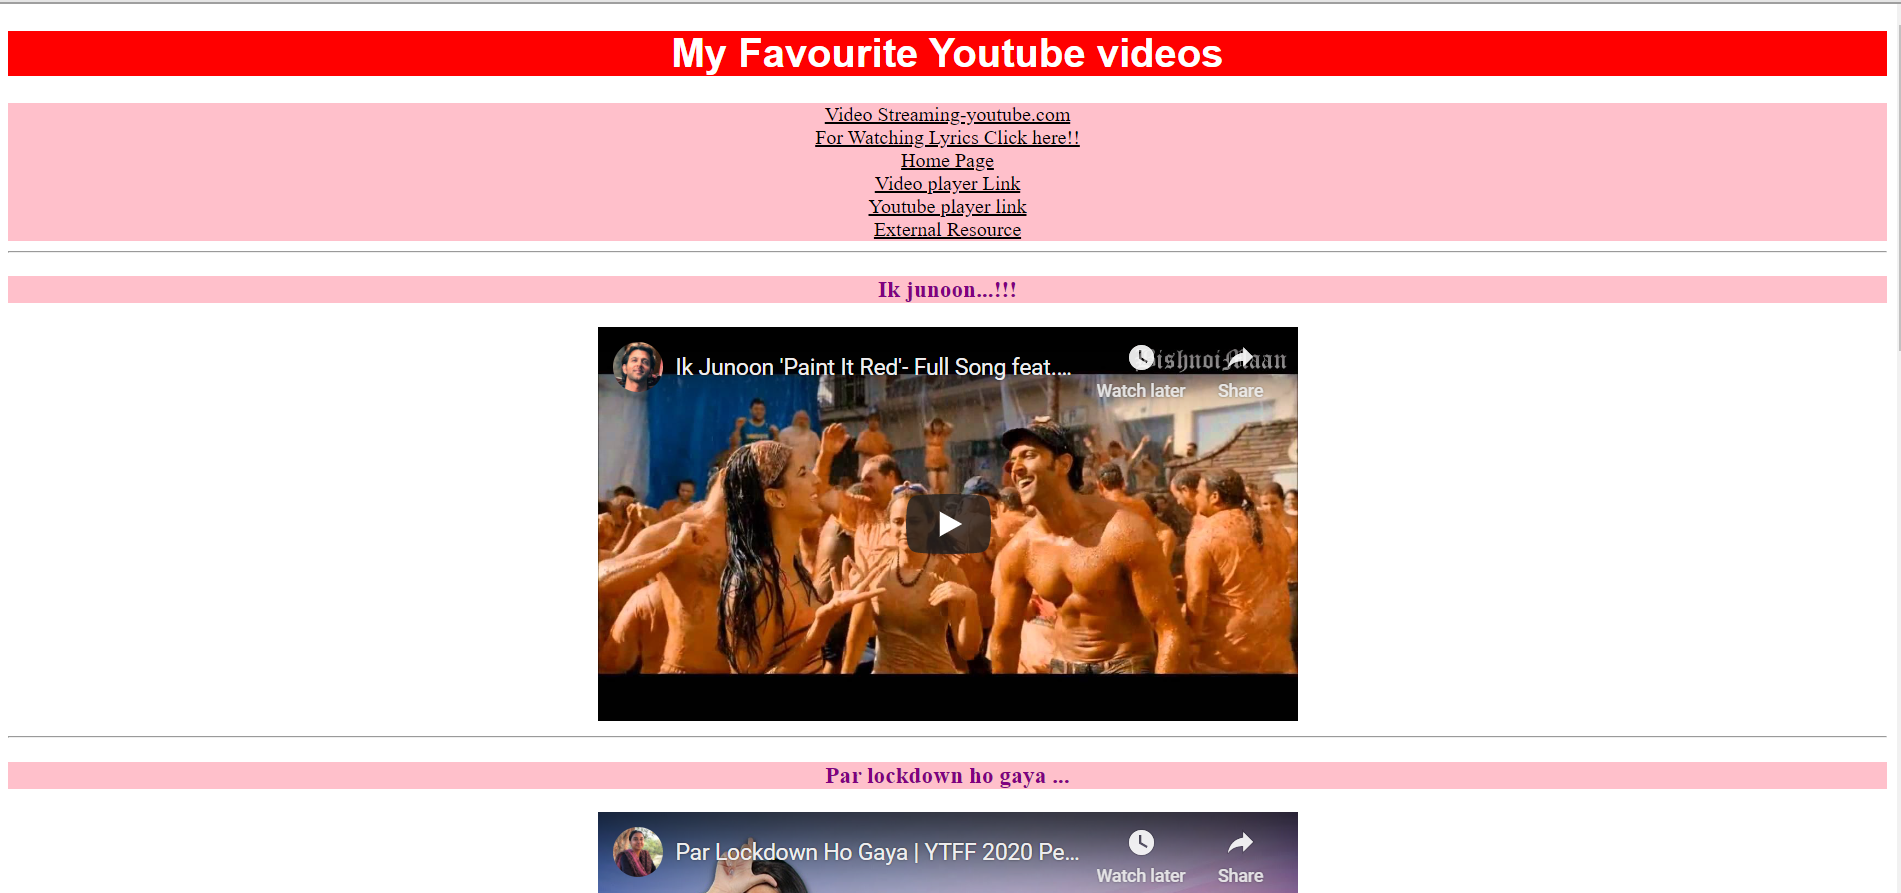 My Favourite Youtube videos
Video Streaming-youtube.com
For Watching Lyrics Click here!!
Home Page
Video player Link
Youtube player link
External Resource
Ik junoon...!!!
Ik Junoon 'Paint It Red'- Full Song feat....
BishnoiMaan
Watch later
Share
Par lockdown ho gaya ...
Par Lockdown Ho Gaya | YTFF 2020 Pe...
Watch later
Share